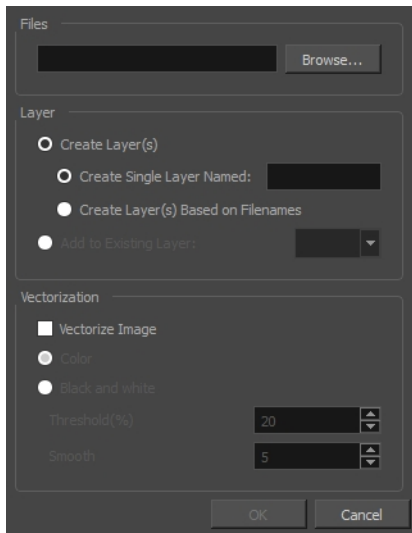 Files
Browse...
Layer
Create Layer(s)
Create Single Layer Named:
Create Layer(s) Based on Filenames
Add to Existing Layer:
Vectorization
Vectorize Image
Color
Black and white
Threshold(%) 20
Smooth 5
OK Cancel